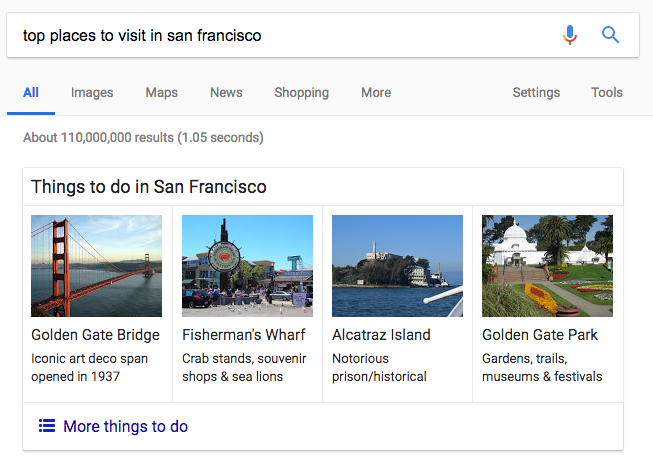 top places to visit in san francisco
All Images Maps News Shopping More Settings Tools
About 110,000,000 results (1.05 seconds)
Things to do in San Francisco
Golden Gate Bridge
Iconic art deco span
opened in 1937
Fisherman's Wharf
Crab stands, souvenir
shops & sea lions
Alcatraz Island
Notorious
prison/historical
Golden Gate Park
Gardens, trails,
museums & festivals
More things to do